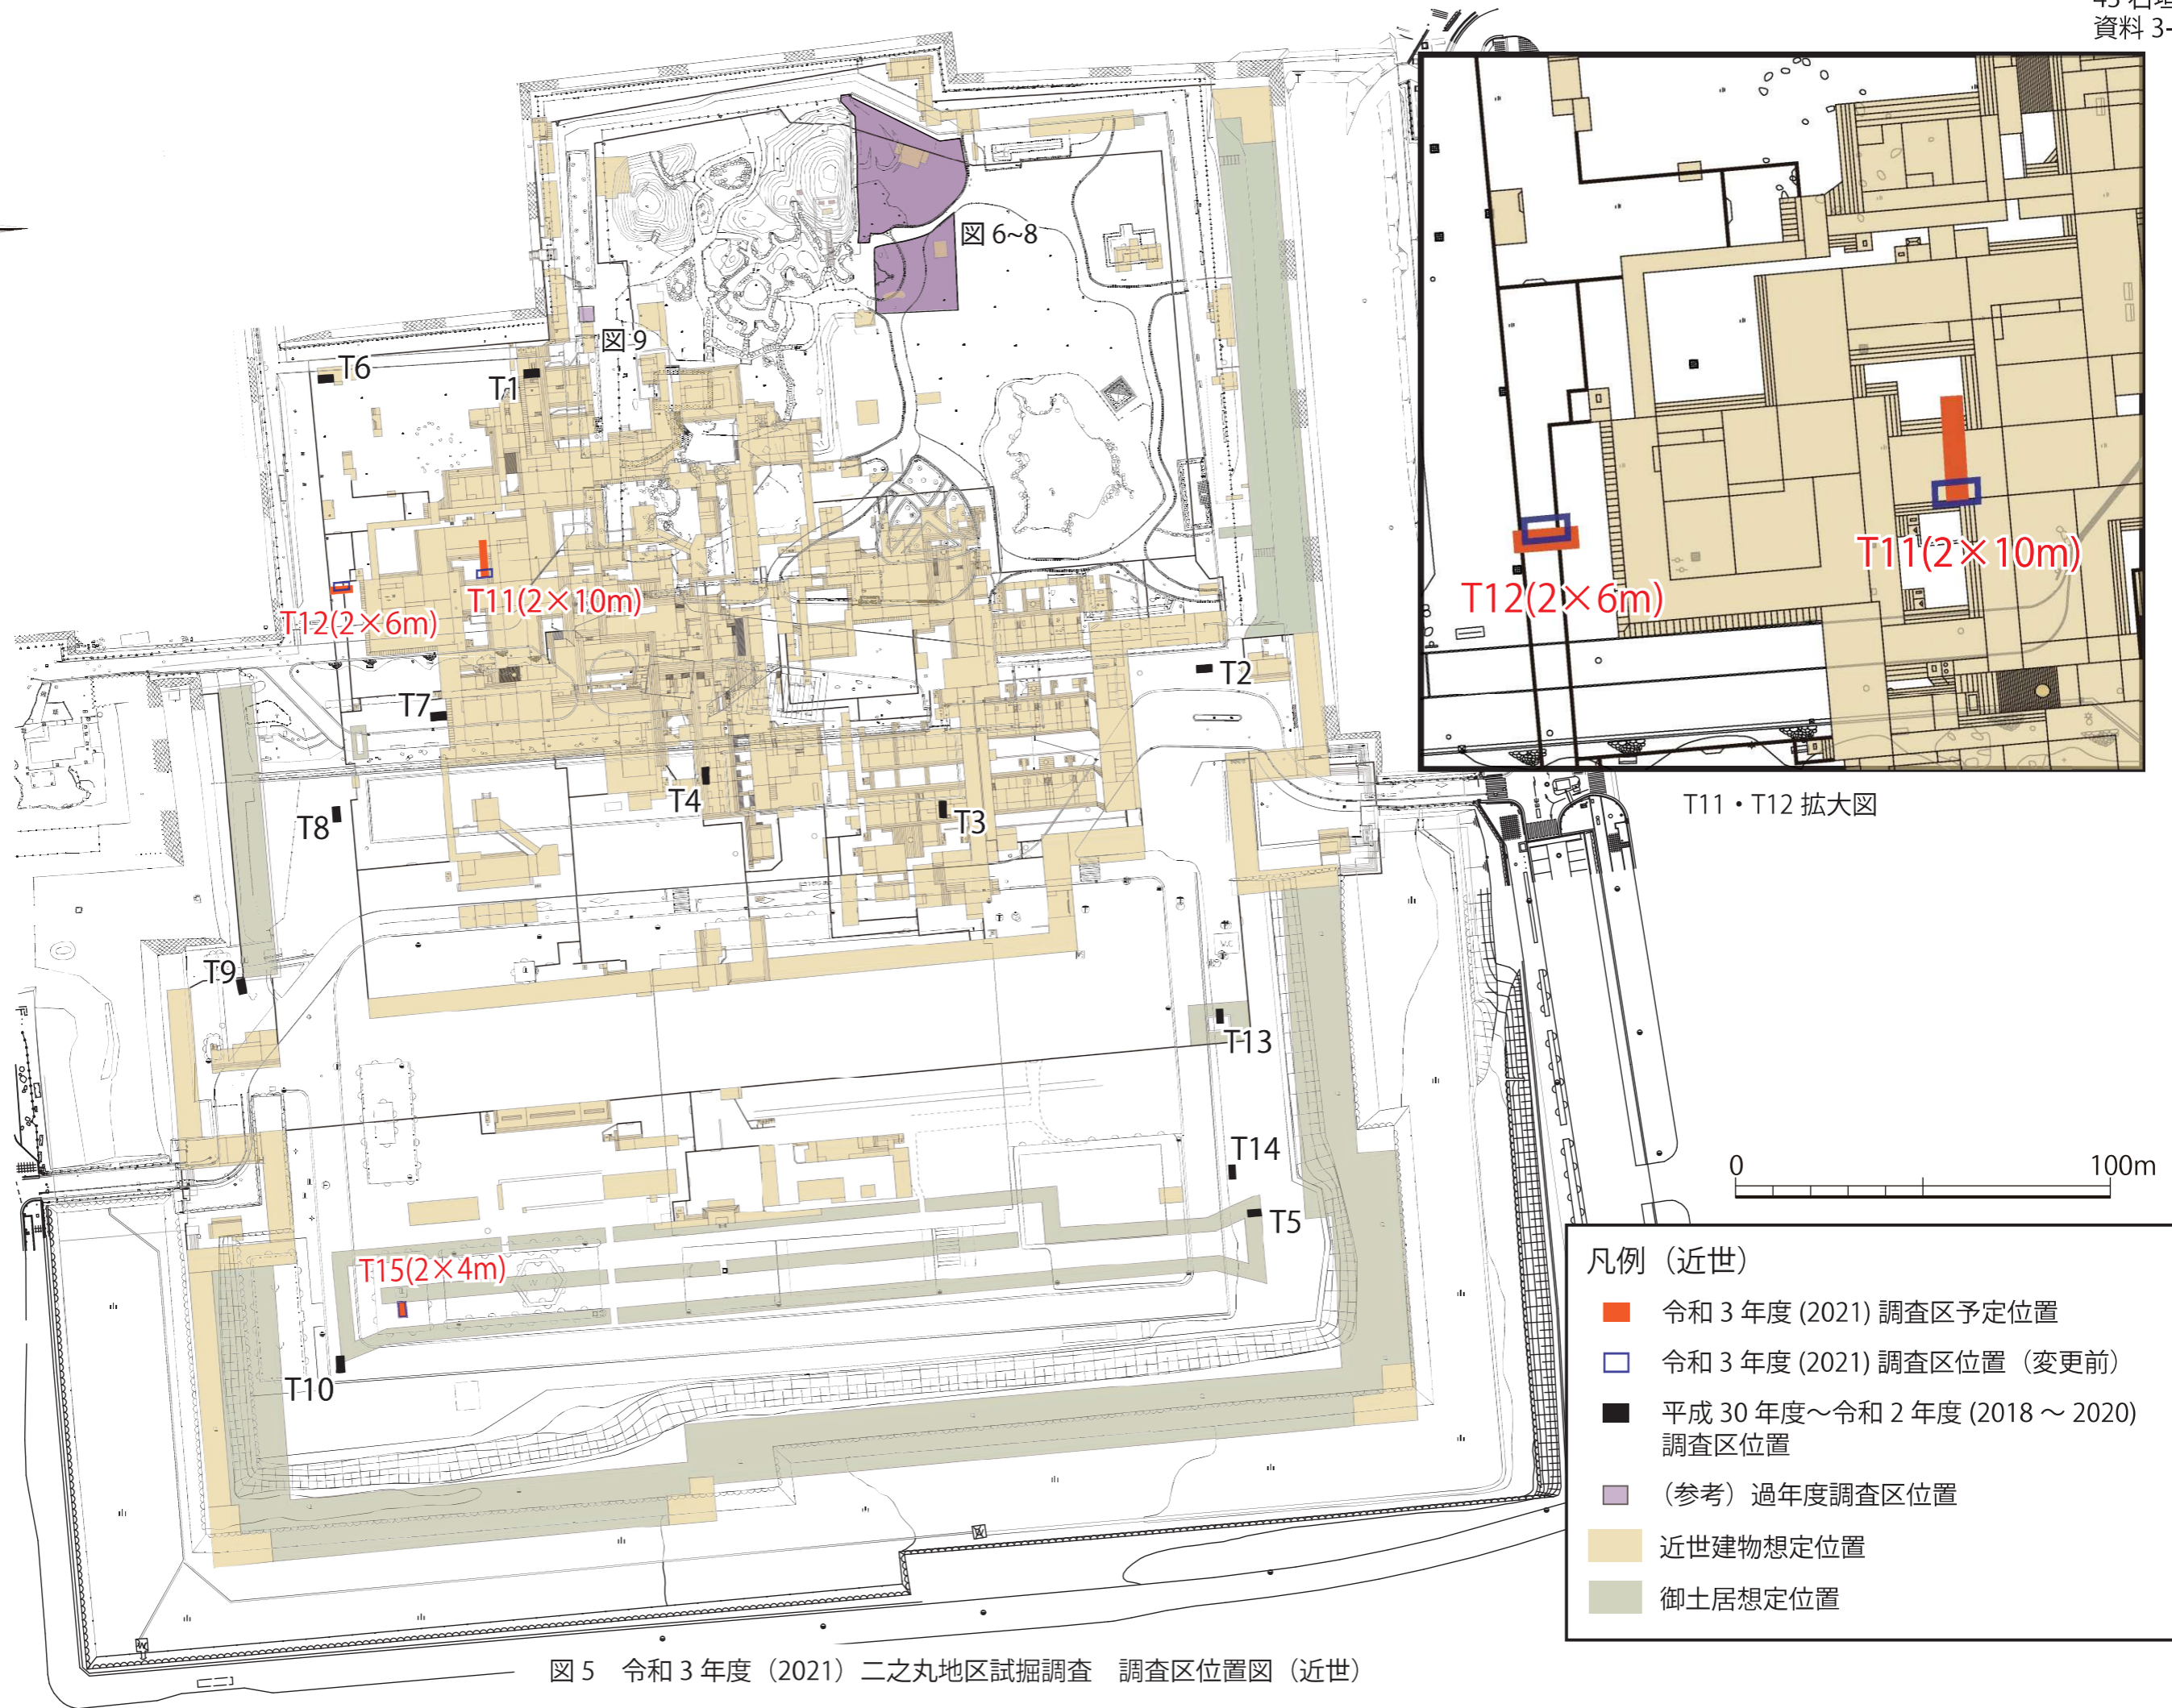 資料 3-
図 6~8
図 9
T6
T1
T11(2×10m)
T12(2×6m)
T11(2×10m)
T12(2×6m)
T2
T7
T4
T3
T8
T11・T12 拡大図
T9
T13
T14
T5
T15(2×4m)
T10
0 100m
凡例（近世）
令和 3 年度 (2021) 調査区予定位置
令和 3 年度 (2021) 調査区位置（変更前）
平成 30 年度～令和 2 年度 (2018 ～ 2020)
調査区位置
（参考）過年度調査区位置
近世建物想定位置
御土居想定位置
図 5　令和 3 年度（2021）二之丸地区試掘調査　調査区位置図（近世）